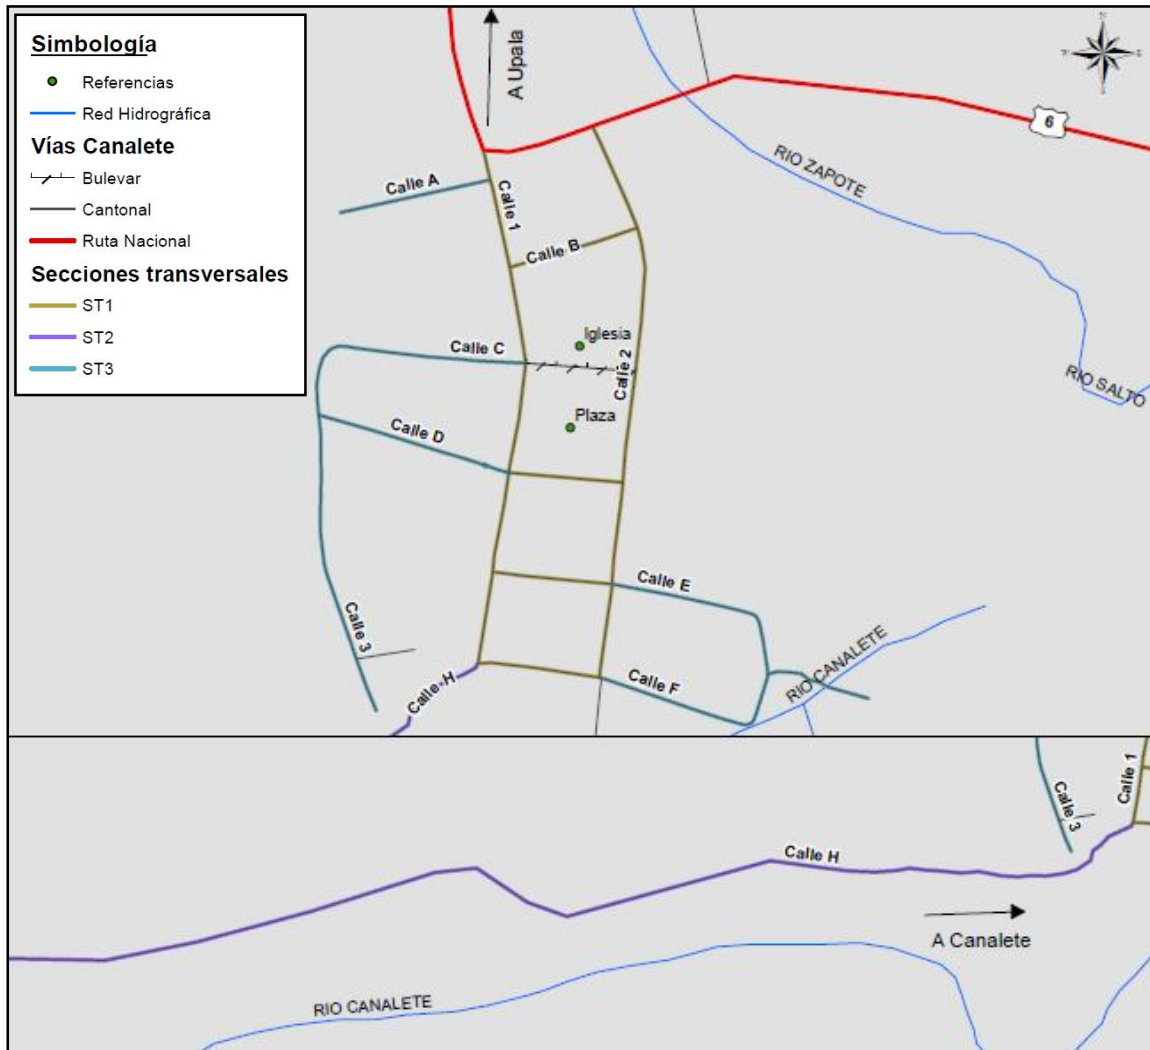 Simbología
Referencias
Red Hidrográfica
Vías Canalete
Bulevar
Cantonal
Ruta Nacional
Secciones transversales
ST1
ST2
ST3
A Upala
6
RIO ZAPOTE
Calle A
Calle 1
Calle B
Iglesia
Calle C
Calle 2
RIO SALTO
Plaza
Calle D
Calle E
Calle 3
RIO CANALETE
Calle H
Calle F
Calle 1
Calle 3
Calle H
A Canalete
RIO CANALETE